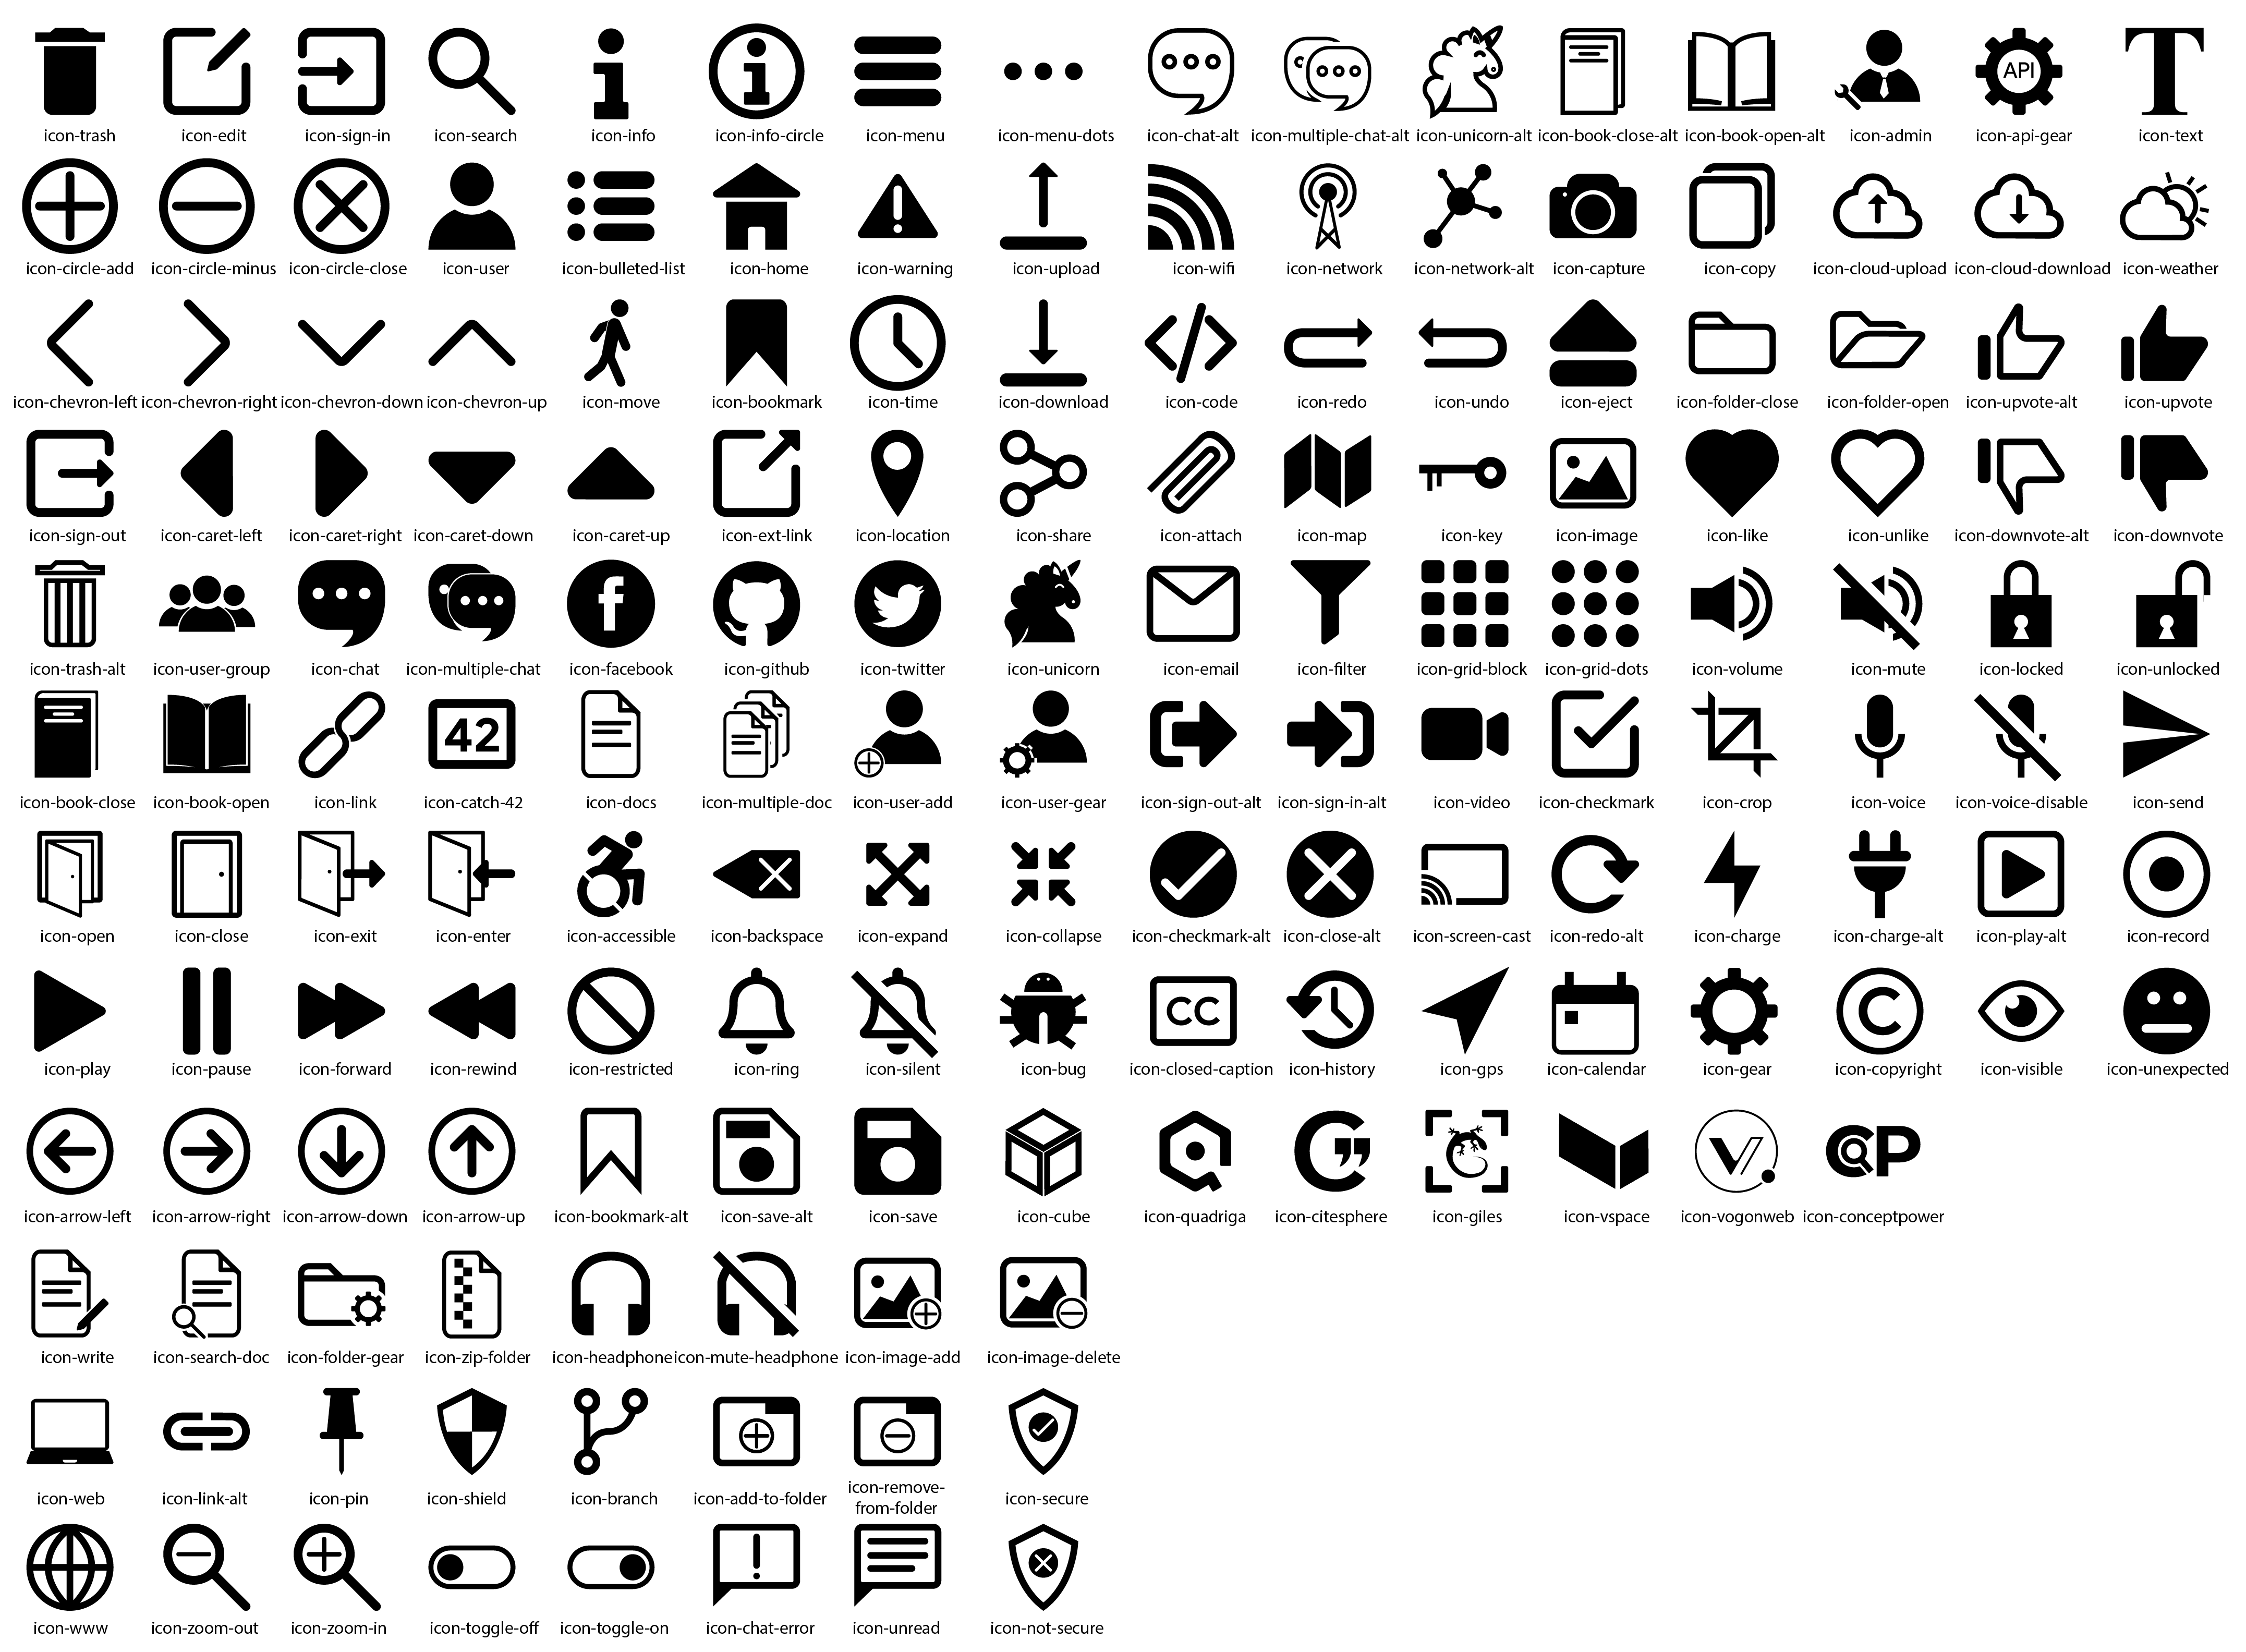 API
T
icon-trash icon-edit icon-sign-in icon-search icon-info icon-info-circle icon-menu icon-menu-dots icon-chat-alt icon-multiple-chat-alt icon-unicorn-alt icon-book-close-alt icon-book-open-alt icon-admin icon-api-gear icon-text
icon-circle-add icon-circle-minus icon-circle-close icon-user icon-bulleted-list icon-home icon-warning icon-upload icon-wifi icon-network icon-network-alt icon-capture icon-copy icon-cloud-upload icon-cloud-download icon-weather
icon-chevron-left icon-chevron-right icon-chevron-down icon-chevron-up icon-move icon-bookmark icon-time icon-download icon-code icon-redo icon-undo icon-eject icon-folder-close icon-folder-open icon-upvote-alt icon-upvote
icon-sign-out icon-caret-left icon-caret-right icon-caret-down icon-caret-up icon-ext-link icon-location icon-share icon-attach icon-map icon-key icon-image icon-like icon-unlike icon-downvote-alt icon-downvote
icon-trash-alt icon-user-group icon-chat icon-multiple-chat icon-facebook icon-github icon-twitter icon-unicorn icon-email icon-filter icon-grid-block icon-grid-dots icon-volume icon-mute icon-locked icon-unlocked
42
icon-book-close icon-book-open icon-link icon-catch-42 icon-docs icon-multiple-doc icon-user-add icon-user-gear icon-sign-out-alt icon-sign-in-alt icon-video icon-checkmark icon-crop icon-voice icon-voice-disable icon-send
icon-open icon-close icon-exit icon-enter icon-accessible icon-backspace icon-expand icon-collapse icon-checkmark-alt icon-close-alt icon-screen-cast icon-redo-alt icon-charge icon-charge-alt icon-play-alt icon-record
CC
C
icon-play icon-pause icon-forward icon-rewind icon-restricted icon-ring icon-silent icon-bug icon-closed-caption icon-history icon-gps icon-calendar icon-gear icon-copyright icon-visible icon-unexpected
CP
icon-arrow-left icon-arrow-right icon-arrow-down icon-arrow-up icon-bookmark-alt icon-save-alt icon-save icon-cube icon-quadriga icon-citesphere icon-giles icon-vspace icon-vogonweb icon-conceptpower
icon-write icon-search-doc icon-folder-gear icon-zip-folder icon-headphone icon-mute-headphone icon-image-add icon-image-delete
icon-web icon-link-alt icon-pin icon-shield icon-branch icon-add-to-folder icon-remove-
from-folder icon-secure
icon-www icon-zoom-out icon-zoom-in icon-toggle-off icon-toggle-on icon-chat-error icon-unread icon-not-secure